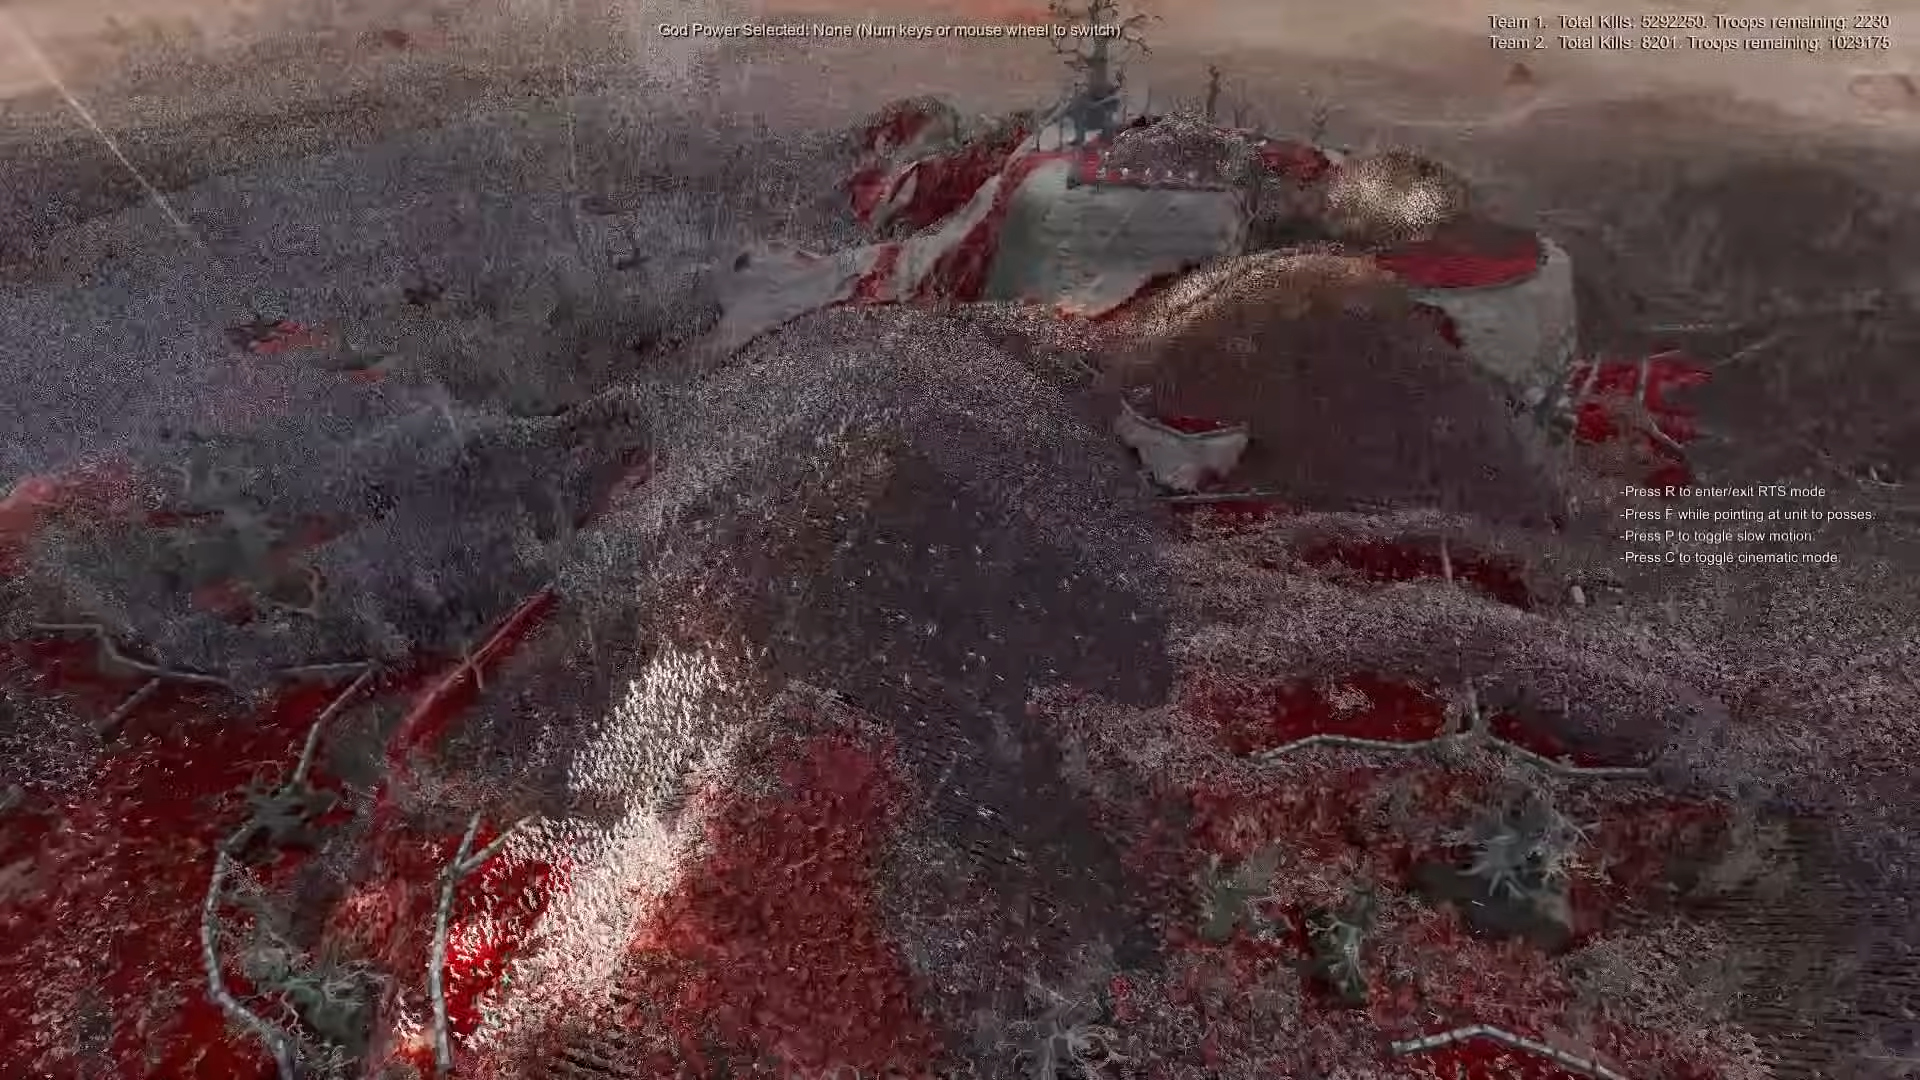 God Power Selected: None (Num keys or mouse wheel to switch)
Team 1. Total Kills: 5292250. Troops remaining: 2230
Team 2. Total Kills: 8201. Troops remaining: 1029175
-Press R to enter/exit RTS mode
-Press F while pointing at unit to posses.
-Press P to toggle slow motion.
-Press C to toggle cinematic mode.